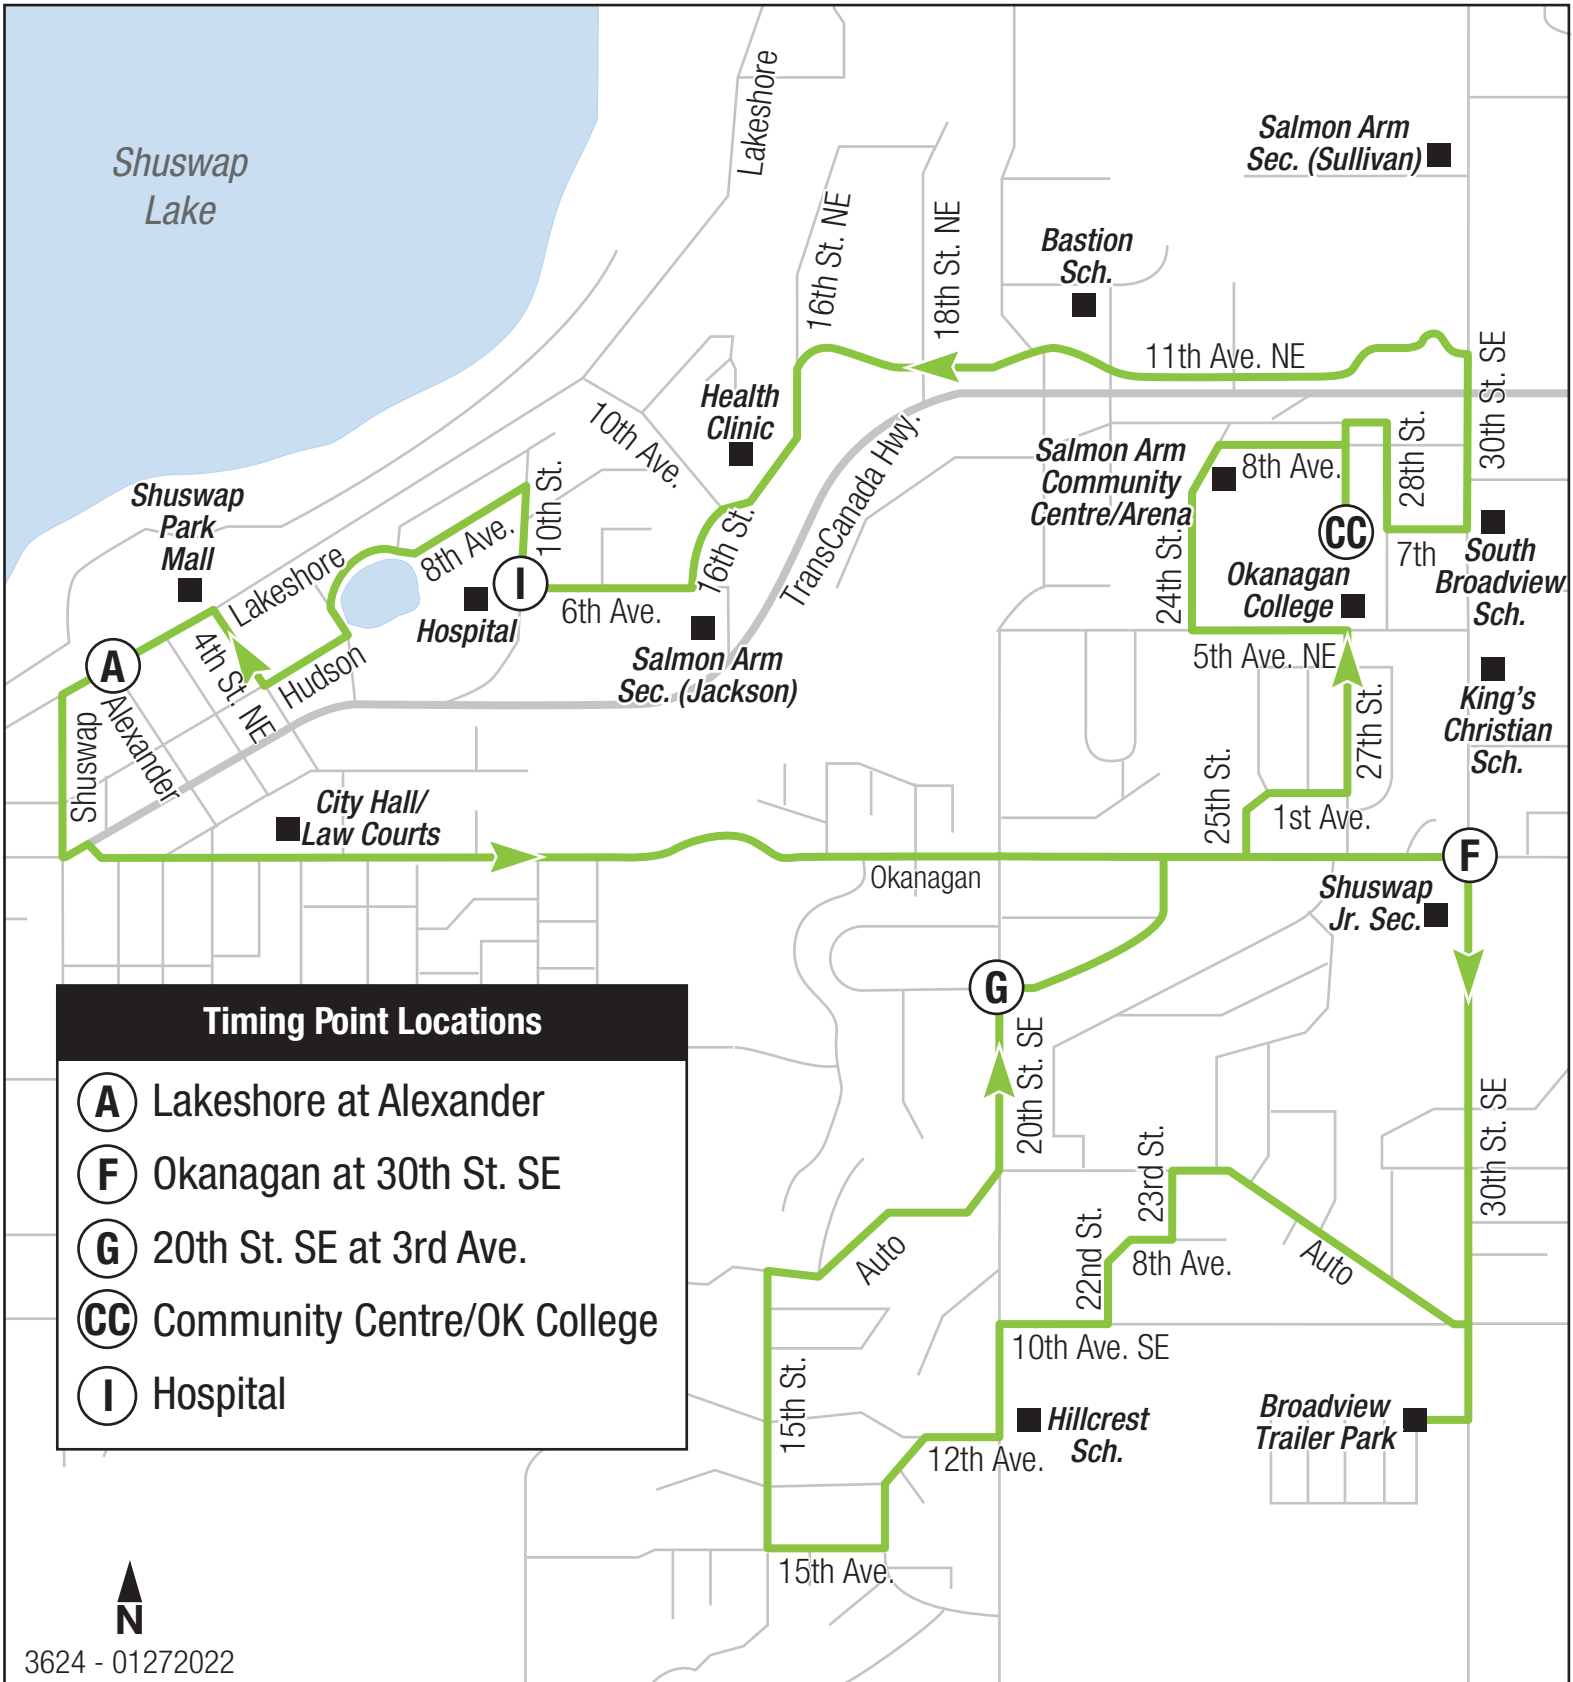 Shuswap
Lake
Lakeshore
16th St. NE
18th St. NE
Salmon Arm
Sec. (Sullivan)
Bastion
Sch.
11th Ave. NE
30th St. SE
Health
Clinic
10th Ave.
TransCanada Hwy.
Salmon Arm
Community
Centre/Arena
8th Ave.
28th St.
Shuswap
Park
Mall
Lakeshore
8th Ave.
10th St.
I
Hospital
6th Ave.
16th St.
Salmon Arm
Sec. (Jackson)
24th St.
CC
7th
South
Broadview
Sch.
Okanagan
College
5th Ave. NE
King's
Christian
Sch.
A
4th St. NE
Hudson
Alexander
Shuswap
City Hall/
Law Courts
25th St.
27th St.
1st Ave.
Okanagan
F
Shuswap
Jr. Sec.
G
20th St. SE
30th St. SE
23rd St.
22nd St.
8th Ave.
Auto
Auto
10th Ave. SE
15th St.
12th Ave.
Hillcrest
Sch.
Broadview
Trailer Park
15th Ave.
Timing Point Locations
A Lakeshore at Alexander
F Okanagan at 30th St. SE
G 20th St. SE at 3rd Ave.
CC Community Centre/OK College
I Hospital
N
3624 - 01272022